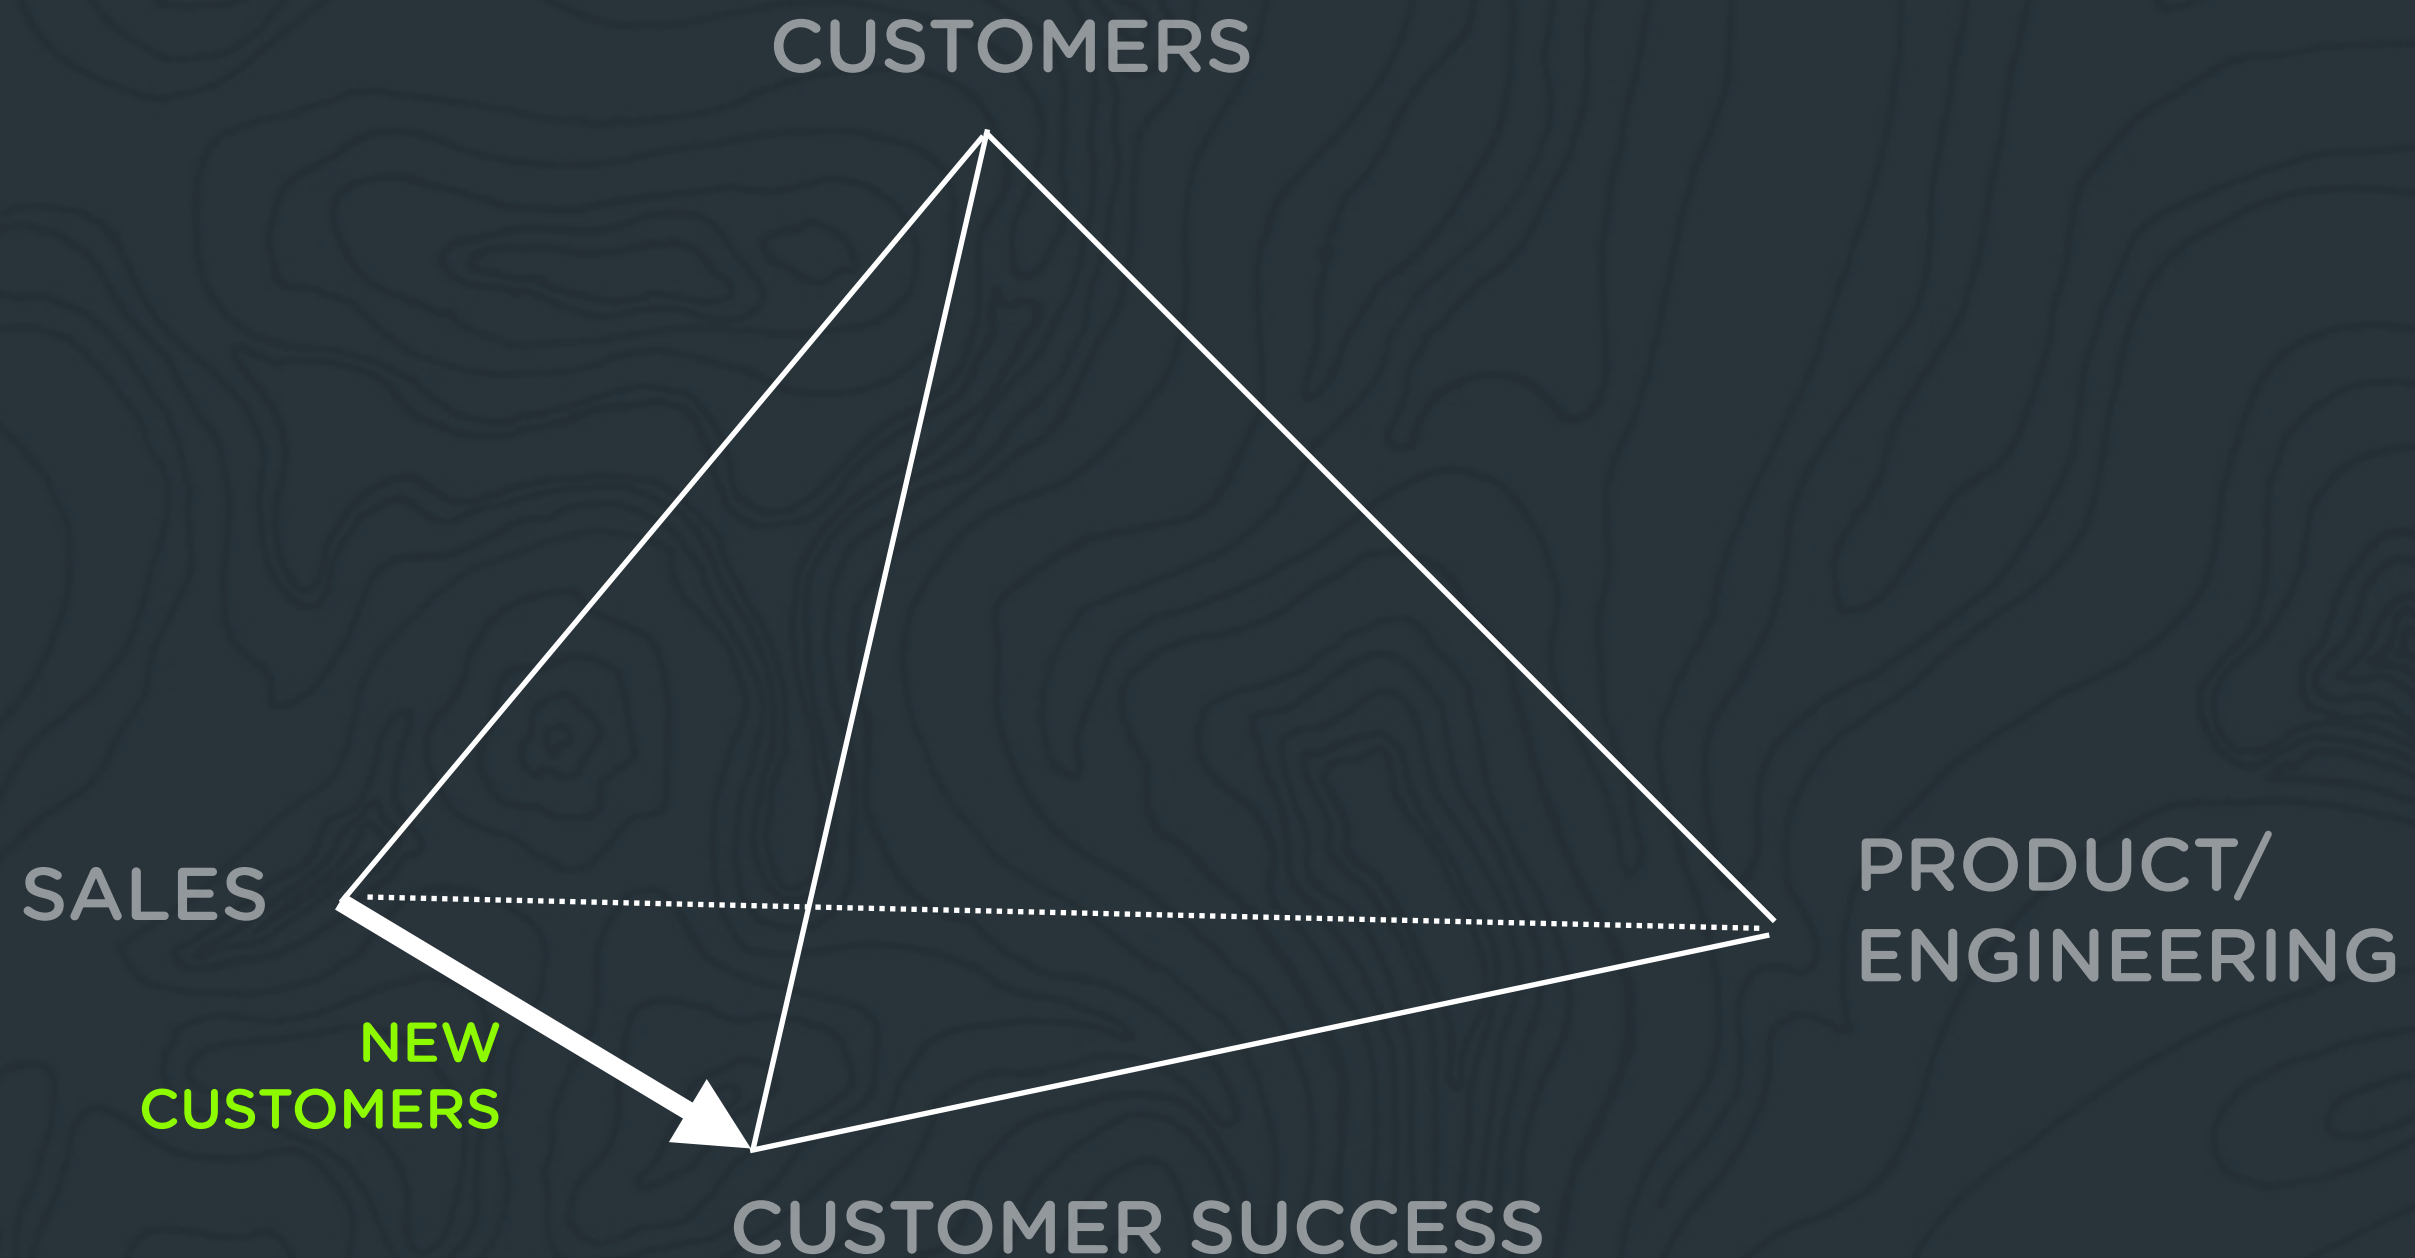 CUSTOMERS
SALES
PRODUCT/
ENGINEERING
NEW
CUSTOMERS
CUSTOMER SUCCESS